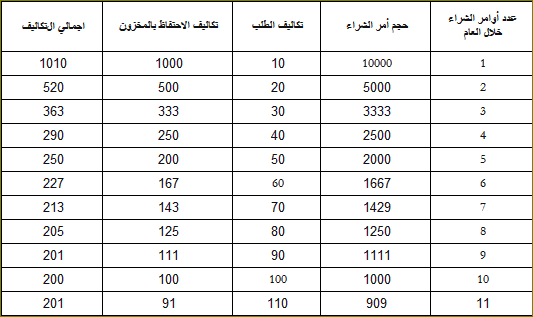 عدد أوامر الشراء خلال العام	حجم أمر الشراء	تكاليف الطلب	تكاليف الاحتفاظ بالمخزون	اجمالي التكاليف
1	10000	10	1000	1010
2	5000	20	500	520
3	3333	30	333	363
4	2500	40	250	290
5	2000	50	200	250
6	1667	60	167	227
7	1429	70	143	213
8	1250	80	125	205
9	1111	90	111	201
10	1000	100	100	200
11	909	110	91	201